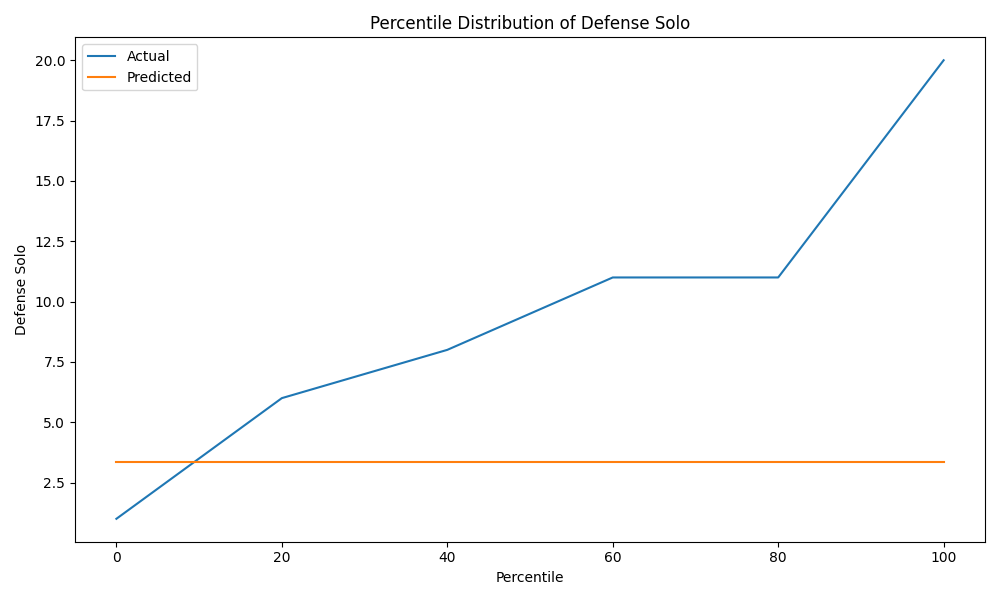 Percentile Distribution of Defense Solo
Actual
Predicted
20.0
17.5
15.0
12.5
10.0
7.5
5.0
2.5
Defense Solo
0 20 40 60 80 100
Percentile